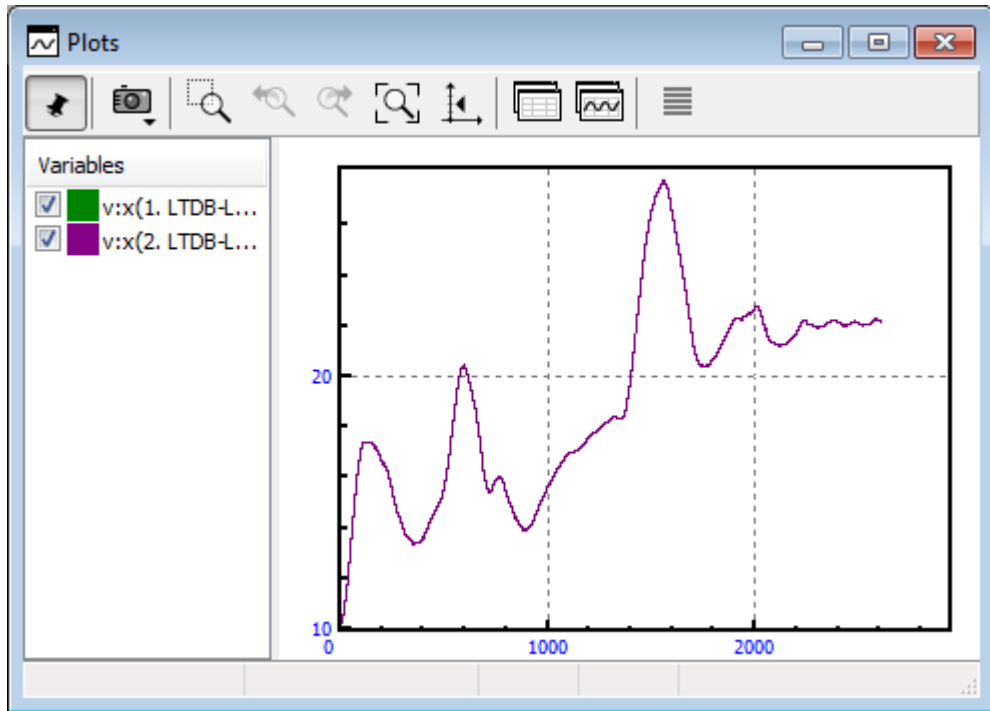 Plots
Variables
v:x(1. LTDB-L...
v:x(2. LTDB-L...
20
10
0 1000 2000